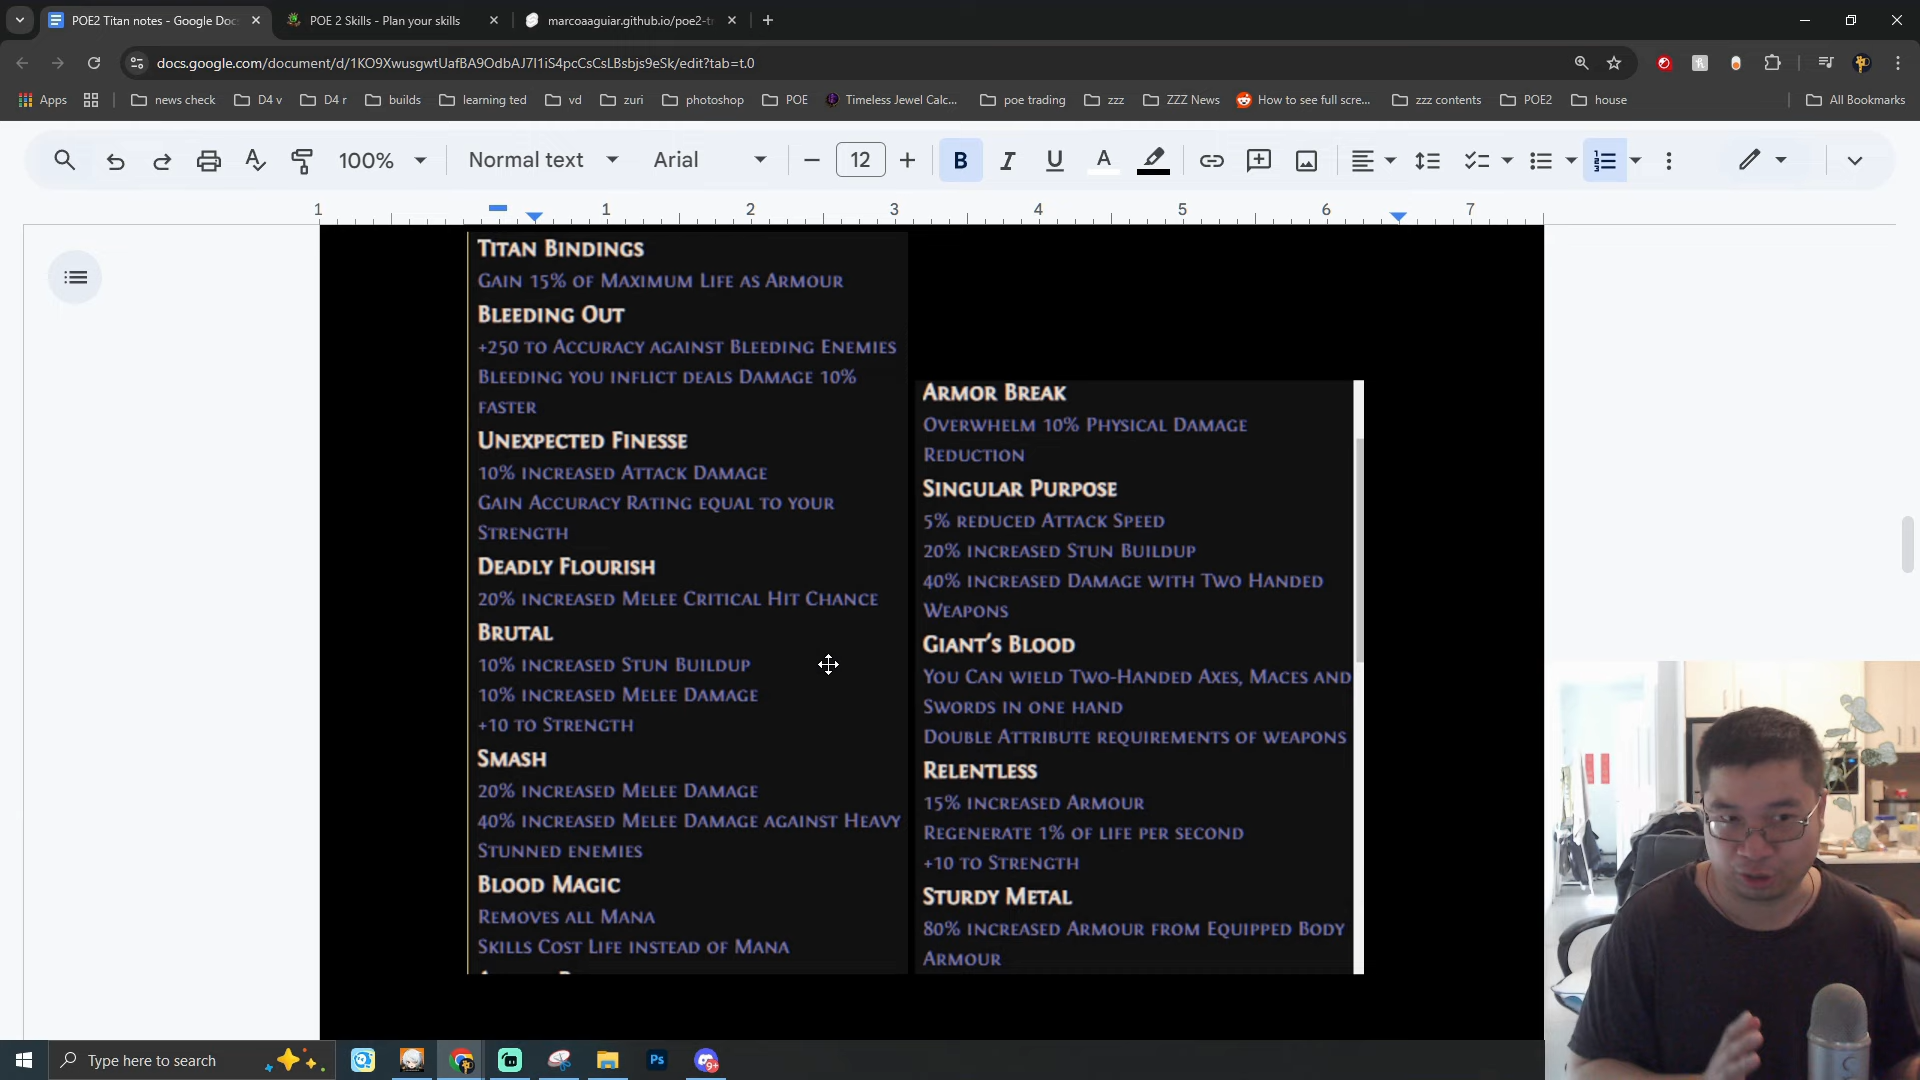 POE2 Titan notes - Google Doc
POE 2 Skills - Plan your skills
marcoaaguiar.github.io/poe2-tr
docs.google.com/document/d/1KO9XwusgwtUafBA9OdbAJ7I1iS4pcCsCsLBsbjs9eSk/edit?tab=t.0
Apps
news check
D4 v
D4 r
builds
learning ted
vd
zuri
photoshop
POE
Timeless Jewel Calc...
poe trading
zzz
ZZZ News
How to see full scre...
zzz contents
POE2
house
All Bookmarks
100%
Normal text
Arial
12
B
I
U
A
1 1 2 3 4 5 6 7
TITAN BINDINGS
GAIN 15% OF MAXIMUM LIFE AS ARMOUR
BLEEDING OUT
+250 TO ACCURACY AGAINST BLEEDING ENEMIES
BLEEDING YOU INFLICT DEALS DAMAGE 10%
FASTER
UNEXPECTED FINESSE
10% INCREASED ATTACK DAMAGE
GAIN ACCURACY RATING EQUAL TO YOUR
STRENGTH
DEADLY FLOURISH
20% INCREASED MELEE CRITICAL HIT CHANCE
BRUTAL
10% INCREASED STUN BUILDUP
10% INCREASED MELEE DAMAGE
+10 TO STRENGTH
SMASH
20% INCREASED MELEE DAMAGE
40% INCREASED MELEE DAMAGE AGAINST HEAVY
STUNNED ENEMIES
BLOOD MAGIC
REMOVES ALL MANA
SKILLS COST LIFE INSTEAD OF MANA
ARMOR BREAK
OVERWHELM 10% PHYSICAL DAMAGE
REDUCTION
SINGULAR PURPOSE
5% REDUCED ATTACK SPEED
20% INCREASED STUN BUILDUP
40% INCREASED DAMAGE WITH TWO HANDED
WEAPONS
GIANT'S BLOOD
YOU CAN WIELD TWO-HANDED AXES, MACES AND
SWORDS IN ONE HAND
DOUBLE ATTRIBUTE REQUIREMENTS OF WEAPONS
RELENTLESS
15% INCREASED ARMOUR
REGENERATE 1% OF LIFE PER SECOND
+10 TO STRENGTH
STURDY METAL
80% INCREASED ARMOUR FROM EQUIPPED BODY
ARMOUR
Type here to search
Ps
9+